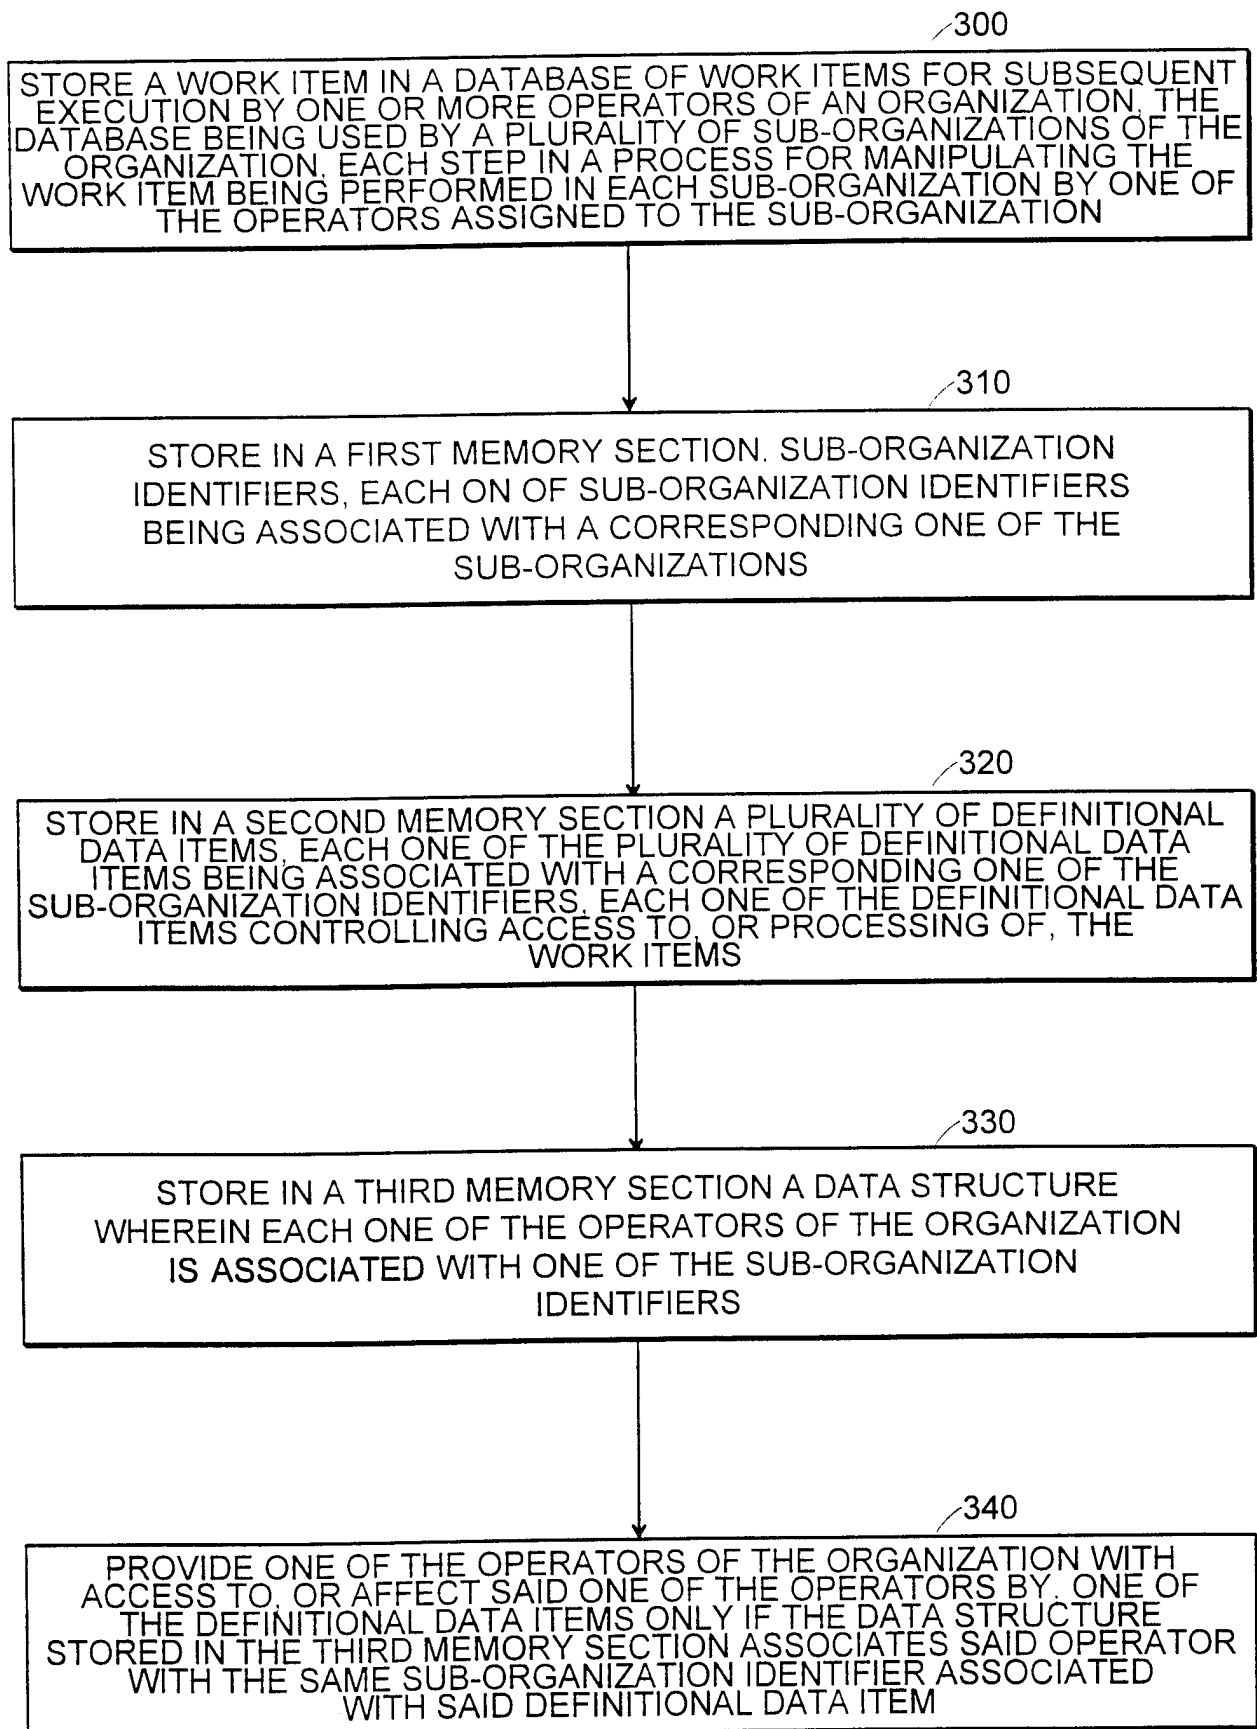 300
STORE A WORK ITEM IN A DATABASE OF WORK ITEMS FOR SUBSEQUENT
EXECUTION BY ONE OR MORE OPERATORS OF AN ORGANIZATION, THE
DATABASE BEING USED BY A PLURALITY OF SUB-ORGANIZATIONS OF THE
ORGANIZATION, EACH STEP IN A PROCESS FOR MANIPULATING THE
WORK ITEM BEING PERFORMED IN EACH SUB-ORGANIZATION BY ONE OF
THE OPERATORS ASSIGNED TO THE SUB-ORGANIZATION
310
STORE IN A FIRST MEMORY SECTION. SUB-ORGANIZATION
IDENTIFIERS, EACH ON OF SUB-ORGANIZATION IDENTIFIERS
BEING ASSOCIATED WITH A CORRESPONDING ONE OF THE
SUB-ORGANIZATIONS
320
STORE IN A SECOND MEMORY SECTION A PLURALITY OF DEFINITIONAL
DATA ITEMS, EACH ONE OF THE PLURALITY OF DEFINITIONAL DATA
ITEMS BEING ASSOCIATED WITH A CORRESPONDING ONE OF THE
SUB-ORGANIZATION IDENTIFIERS, EACH ONE OF THE DEFINITIONAL DATA
ITEMS CONTROLLING ACCESS TO, OR PROCESSING OF, THE
WORK ITEMS
330
STORE IN A THIRD MEMORY SECTION A DATA STRUCTURE
WHEREIN EACH ONE OF THE OPERATORS OF THE ORGANIZATION
IS ASSOCIATED WITH ONE OF THE SUB-ORGANIZATION
IDENTIFIERS
340
PROVIDE ONE OF THE OPERATORS OF THE ORGANIZATION WITH
ACCESS TO, OR AFFECT SAID ONE OF THE OPERATORS BY, ONE OF
THE DEFINITIONAL DATA ITEMS ONLY IF THE DATA STRUCTURE
STORED IN THE THIRD MEMORY SECTION ASSOCIATES SAID OPERATOR
WITH THE SAME SUB-ORGANIZATION IDENTIFIER ASSOCIATED
WITH SAID DEFINITIONAL DATA ITEM